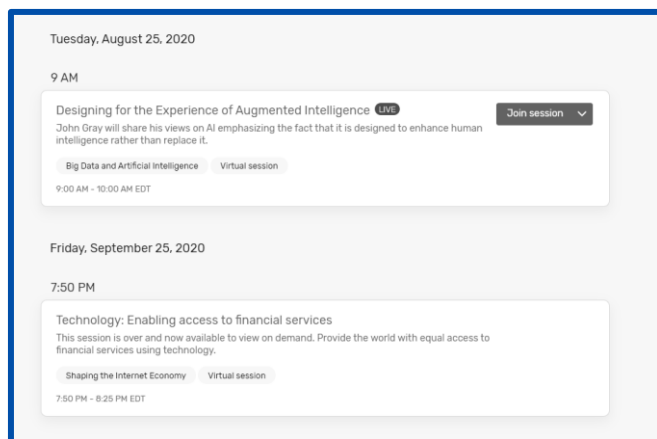 Tuesday, August 25, 2020
9 AM
Designing for the Experience of Augmented Intelligence LIVE
Join session
John Gray will share his views on AI emphasizing the fact that it is designed to enhance human
intelligence rather than replace it.
Big Data and Artificial Intelligence Virtual session
9:00 AM - 10:00 AM EDT
Friday, September 25, 2020
7:50 PM
Technology: Enabling access to financial services
This session is over and now available to view on demand. Provide the world with equal access to
financial services using technology.
Shaping the Internet Economy Virtual session
7:50 PM - 8:25 PM EDT